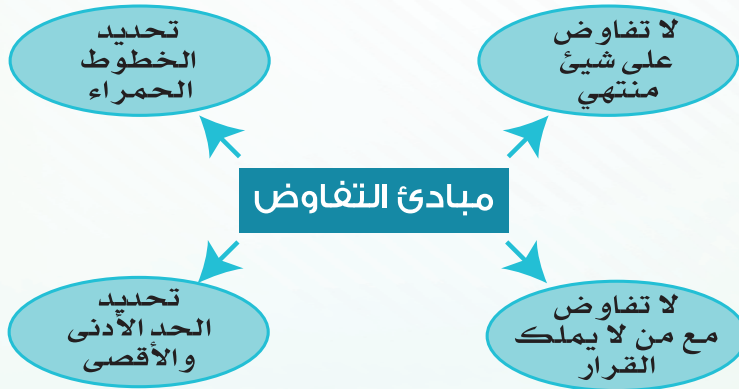 لا تفاوض
على شيئ
منتهي
تحديد
الخطوط
الحمراء
مبادئ التفاوض
لا تفاوض
مع من لا يملك
القرار
تحديد
الحد الأدنى
والأقصى